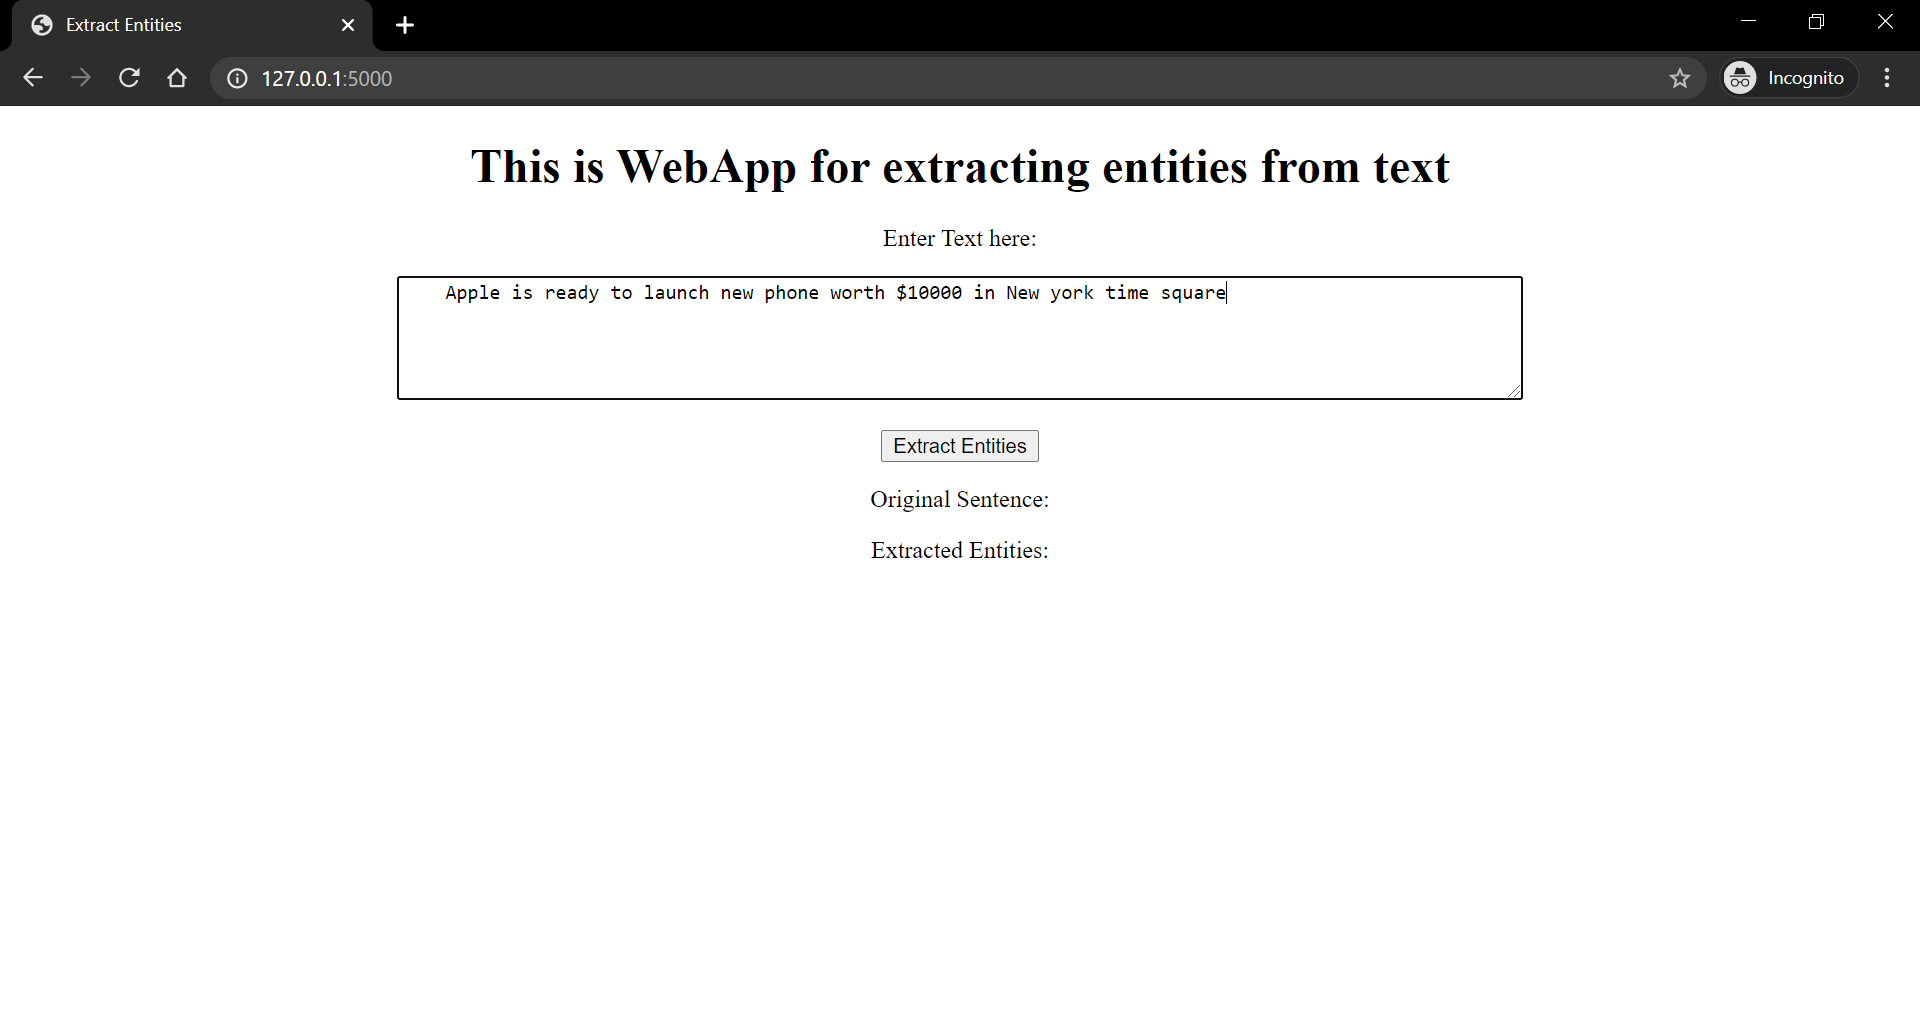 Extract Entities
127.0.0.1:5000
Incognito
This is WebApp for extracting entities from text
Enter Text here:
Apple is ready to launch new phone worth $10000 in New york time square
Extract Entities
Original Sentence:
Extracted Entities: